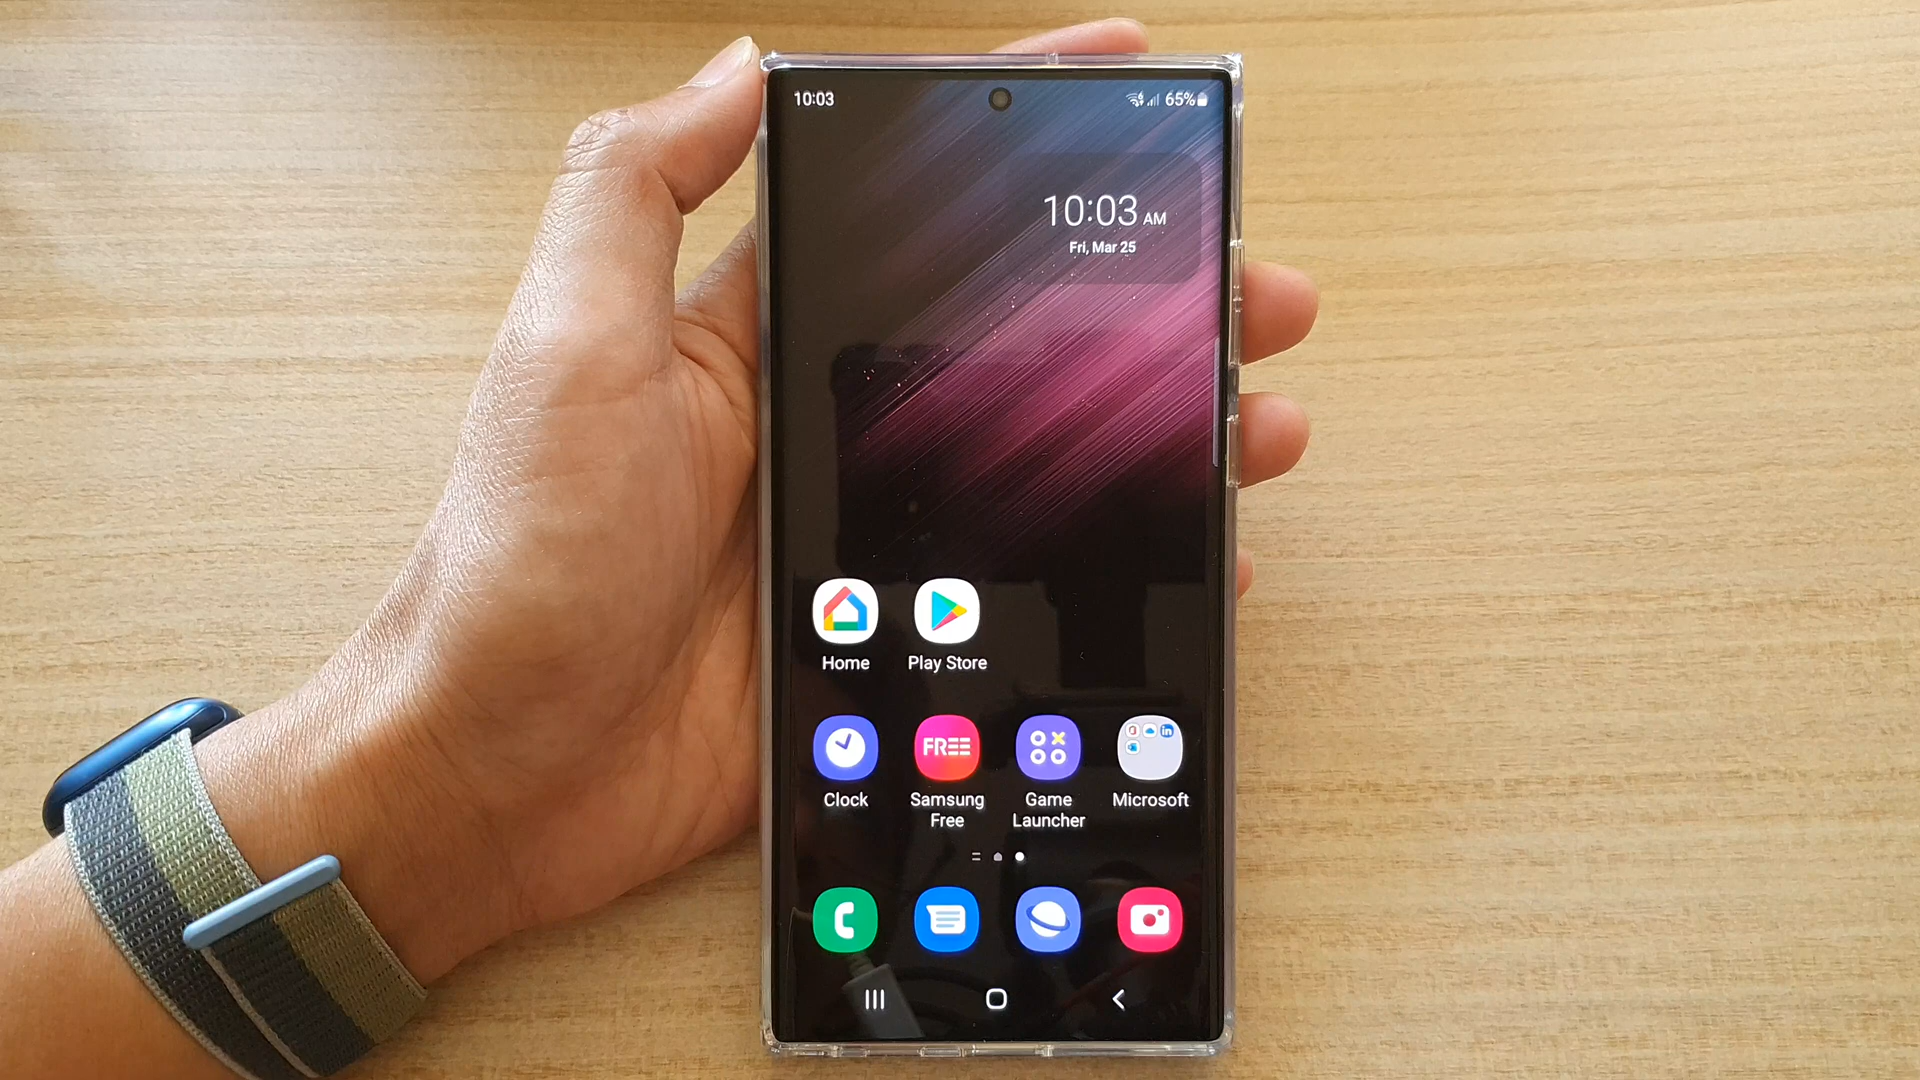 10:03
65%
10:03 AM
Fri, Mar 25
Home
Play Store
FREE
Clock
Samsung Free
Game Launcher
Microsoft